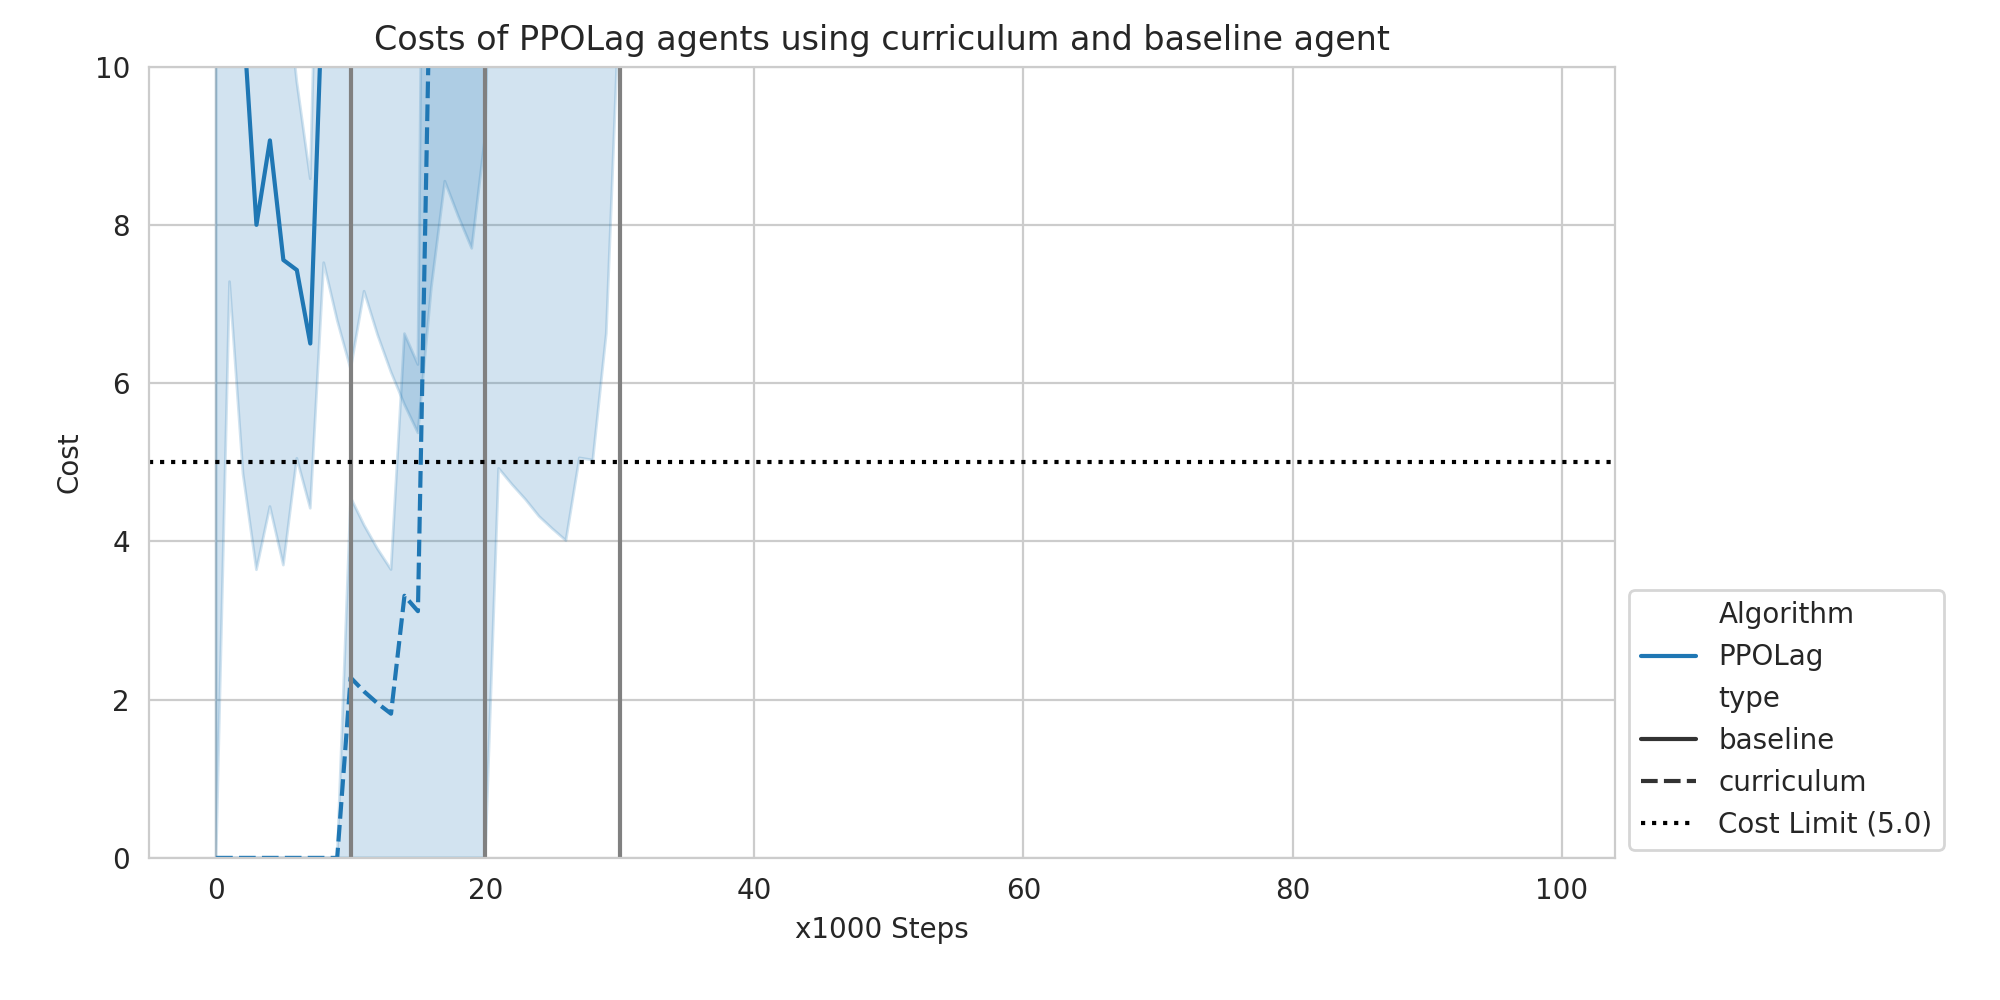 Costs of PPOLag agents using curriculum and baseline agent
10
8
6
4
2
0
Cost
0 20 40 60 80 100
x1000 Steps
Algorithm
PPOLag
type
baseline
curriculum
Cost Limit (5.0)